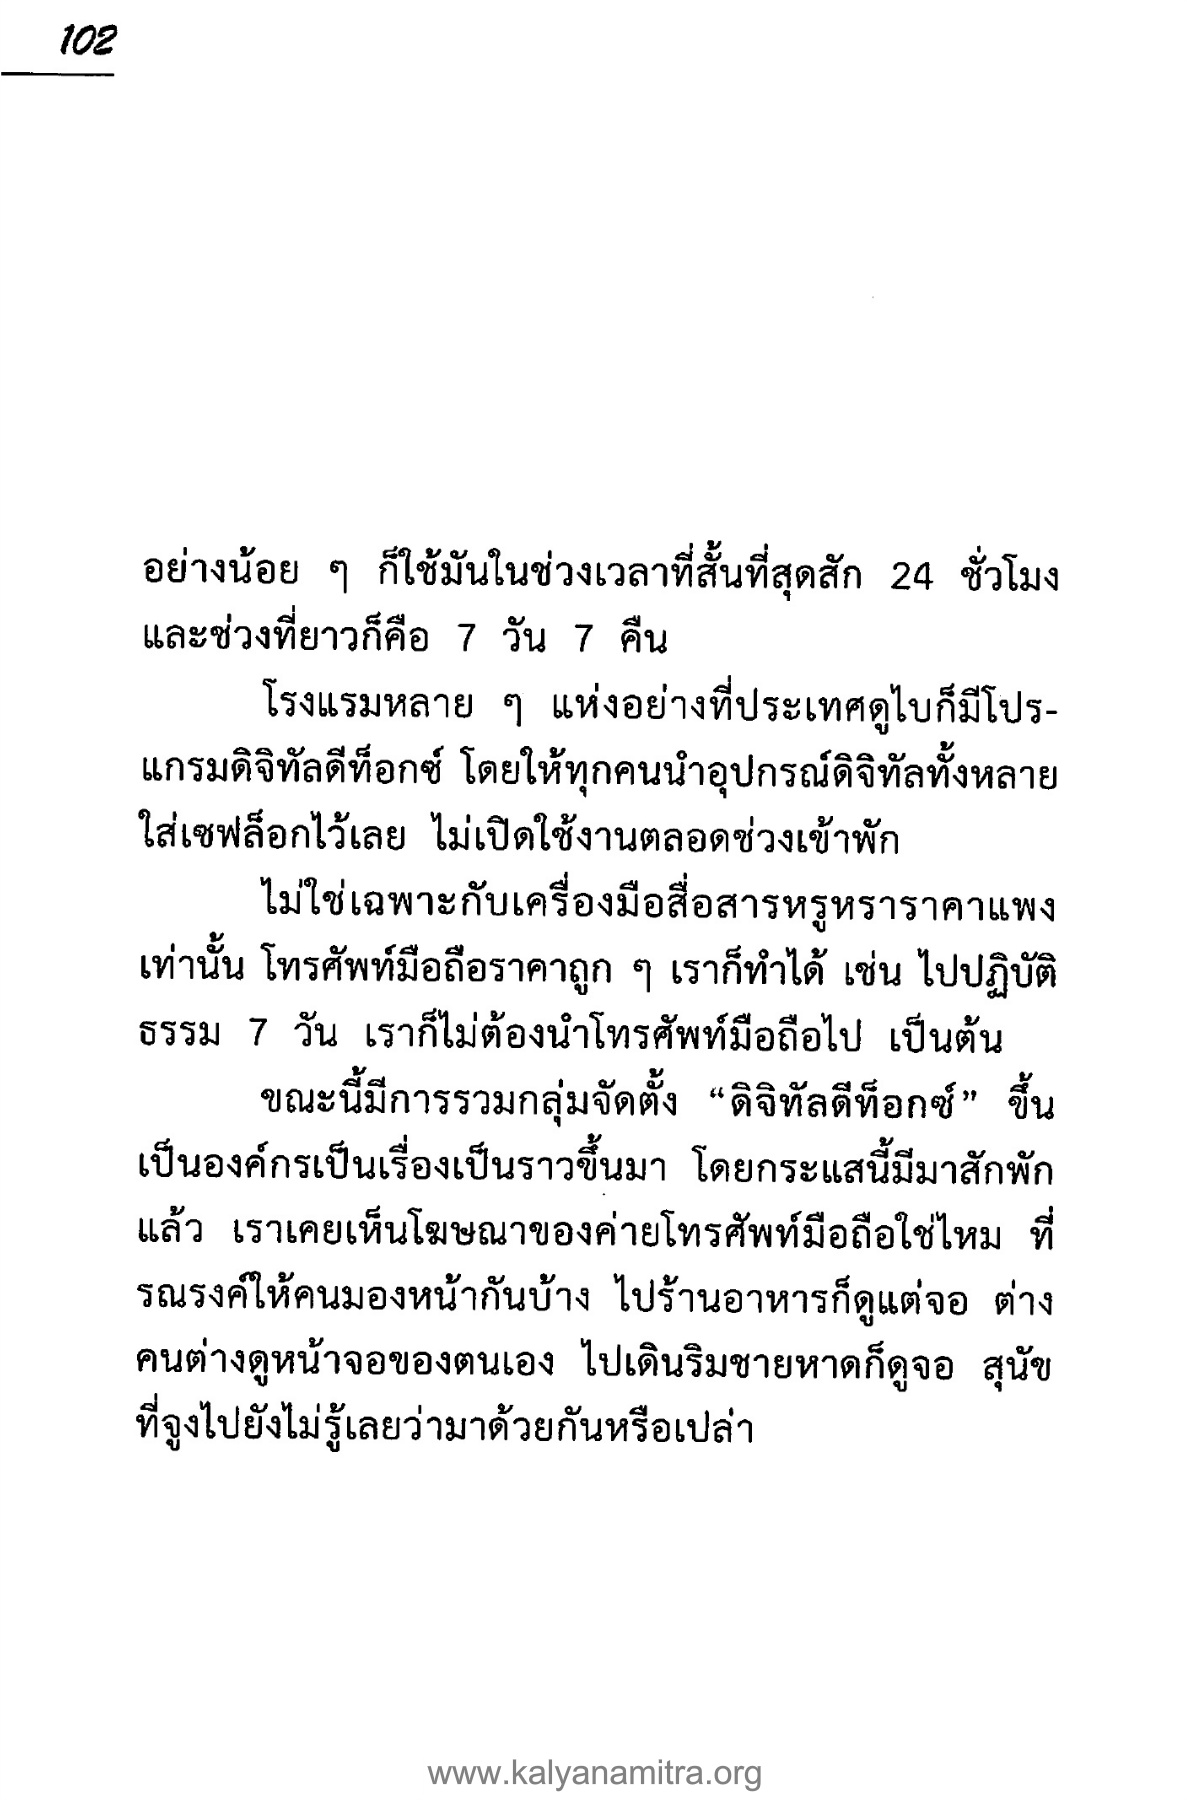 102
อย่างน้อย ๆ ก็ใช้มันในช่วงเวลาที่สั้นที่สุดสัก 24 ชั่วโมง
และช่วงที่ยาวก็คือ 7 วัน 7 คืน
โรงแรมหลาย ๆ แห่งอย่างที่ประเทศดูไบก็มีโปร-
แกรมดิจิทัลดีท็อกซ์ โดยให้ทุกคนนำอุปกรณ์ดิจิทัลทั้งหลาย
ใส่เซฟล็อกไว้เลย ไม่เปิดใช้งานตลอดช่วงเข้าพัก
ไม่ใช่เฉพาะกับเครื่องมือสื่อสารหรูหราราคาแพง
เท่านั้น โทรศัพท์มือถือราคาถูก ๆ เราก็ทำได้ เช่น ไปปฏิบัติ
ธรรม 7 วัน เราก็ไม่ต้องนำโทรศัพท์มือถือไป เป็นต้น
ขณะนี้มีการรวมกลุ่มจัดตั้ง “ดิจิทัลดีท็อกซ์” ขึ้น
เป็นองค์กรเป็นเรื่องเป็นราวขึ้นมา โดยกระแสนี้มีมาสักพัก
แล้ว เราเคยเห็นโฆษณาของค่ายโทรศัพท์มือถือใช่ไหม ที่
รณรงค์ให้คนมองหน้ากันบ้าง ไปร้านอาหารก็ดูแต่จอ ต่าง
คนต่างดูหน้าจอของตนเอง ไปเดินริมชายหาดก็ดูจอ สุนัข
ที่จูงไปยังไม่รู้เลยว่ามาด้วยกันหรือเปล่า
www.kalyanamitra.org